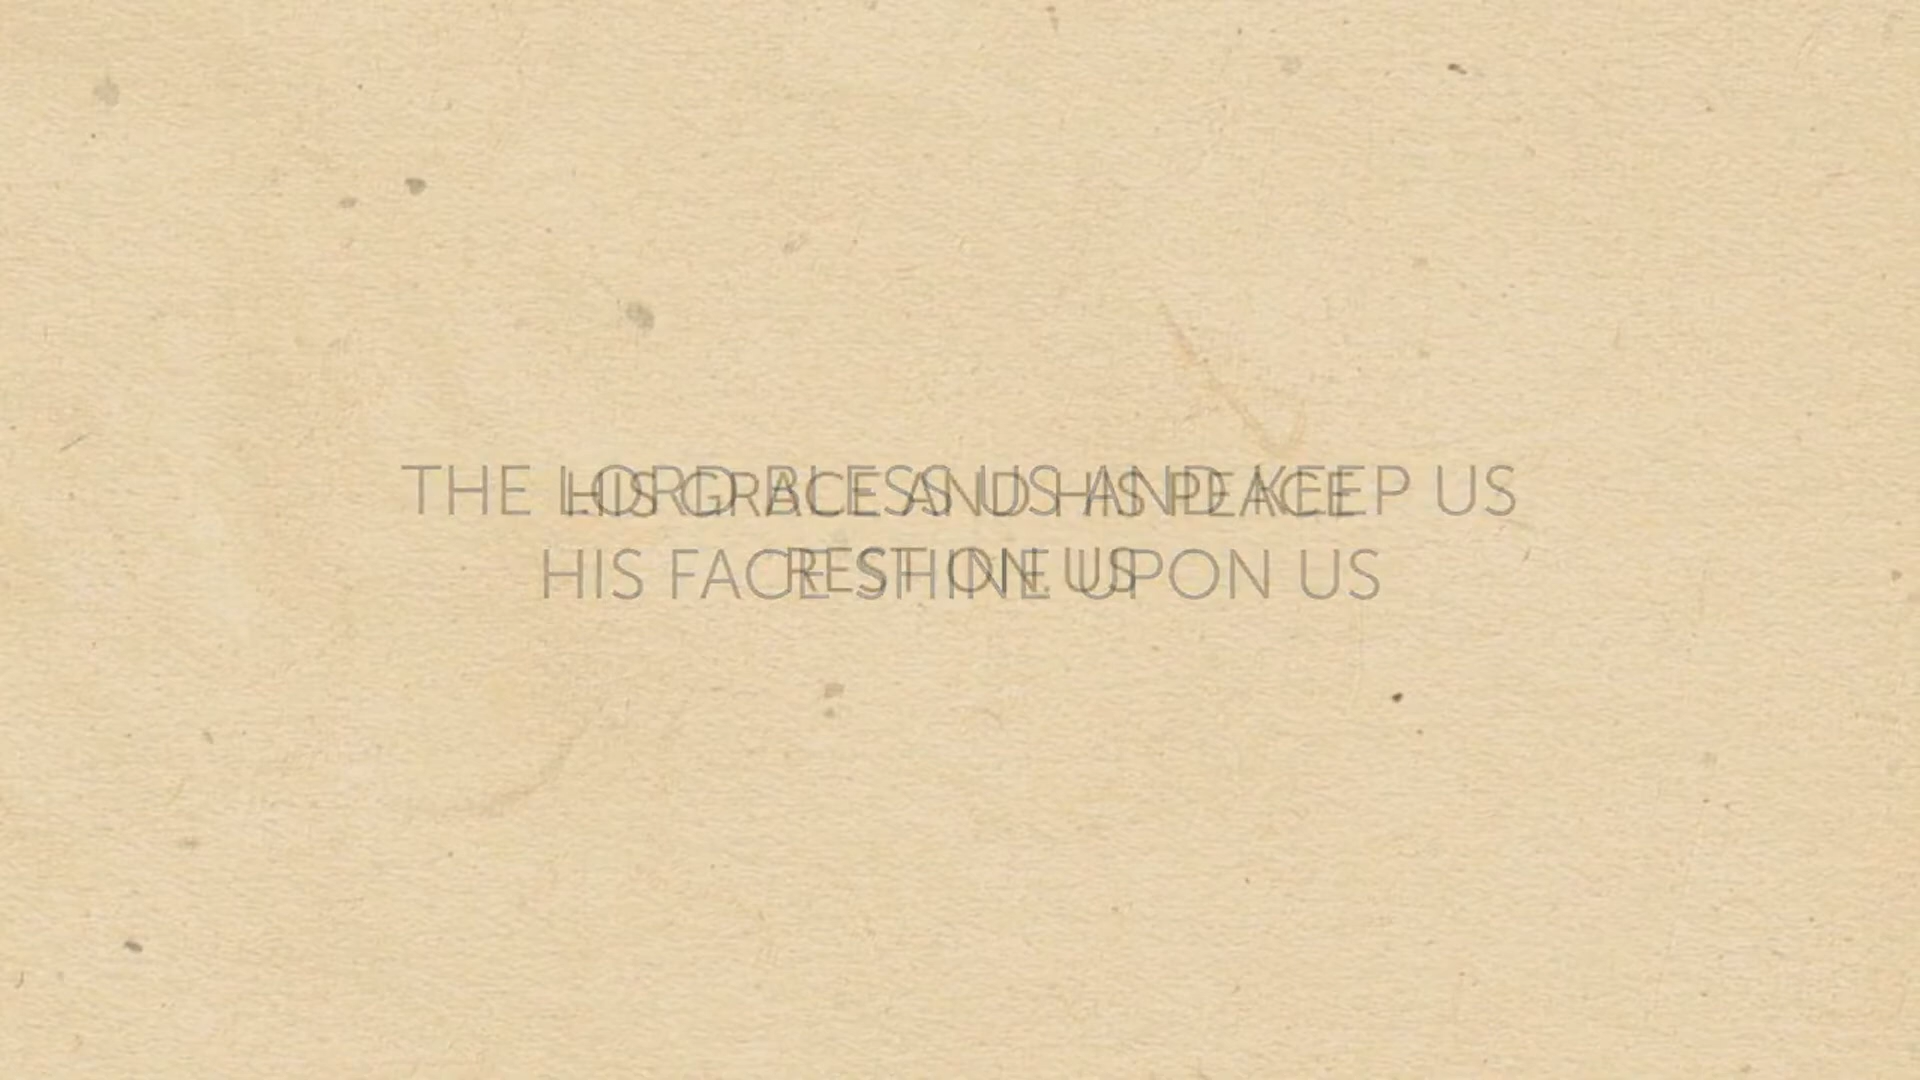 THE LORD BLESS US AND KEEP US
HIS FACE SHINE UPON US
HIS GRACE AND HIS PEACE
REST ON US